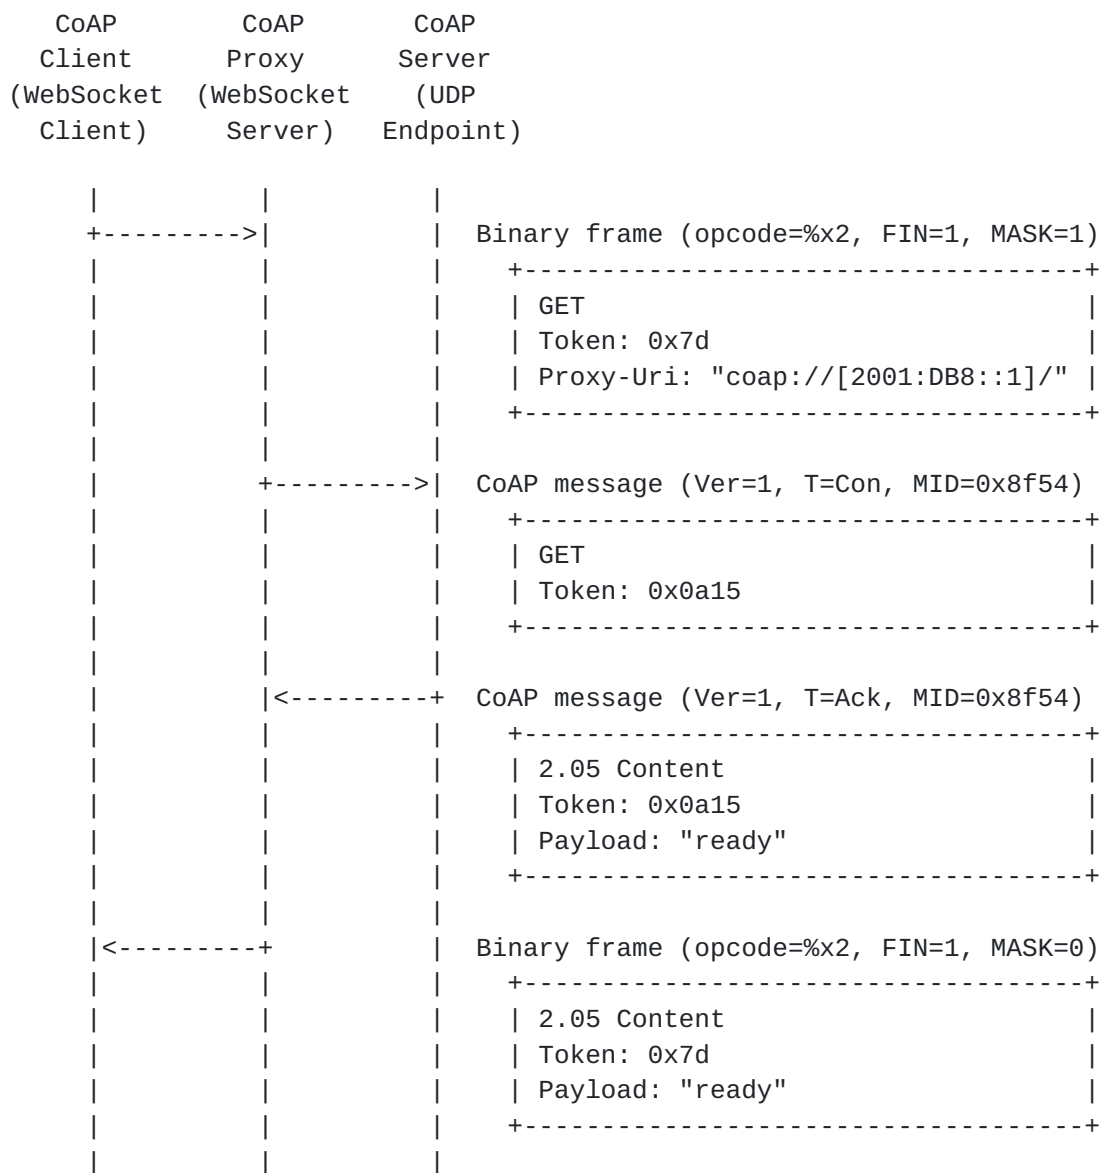 CoAP        CoAP       CoAP
  Client      Proxy      Server
(WebSocket  (WebSocket    (UDP
  Client)     Server)   Endpoint)

     |          |          |
     +--------->|          |  Binary frame (opcode=%x2, FIN=1, MASK=1)
     |          |          |    +------------------------------------+
     |          |          |    | GET                                |
     |          |          |    | Token: 0x7d                        |
     |          |          |    | Proxy-Uri: "coap://[2001:DB8::1]/" |
     |          |          |    +------------------------------------+
     |          |          |
     |          +--------->|  CoAP message (Ver=1, T=Con, MID=0x8f54)
     |          |          |    +------------------------------------+
     |          |          |    | GET                                |
     |          |          |    | Token: 0x0a15                      |
     |          |          |    +------------------------------------+
     |          |          |
     |          |<---------+  CoAP message (Ver=1, T=Ack, MID=0x8f54)
     |          |          |    +------------------------------------+
     |          |          |    | 2.05 Content                       |
     |          |          |    | Token: 0x0a15                      |
     |          |          |    | Payload: "ready"                   |
     |          |          |    +------------------------------------+
     |          |          |
     |<---------+          |  Binary frame (opcode=%x2, FIN=1, MASK=0)
     |          |          |    +------------------------------------+
     |          |          |    | 2.05 Content                       |
     |          |          |    | Token: 0x7d                        |
     |          |          |    | Payload: "ready"                   |
     |          |          |    +------------------------------------+
     |          |          |